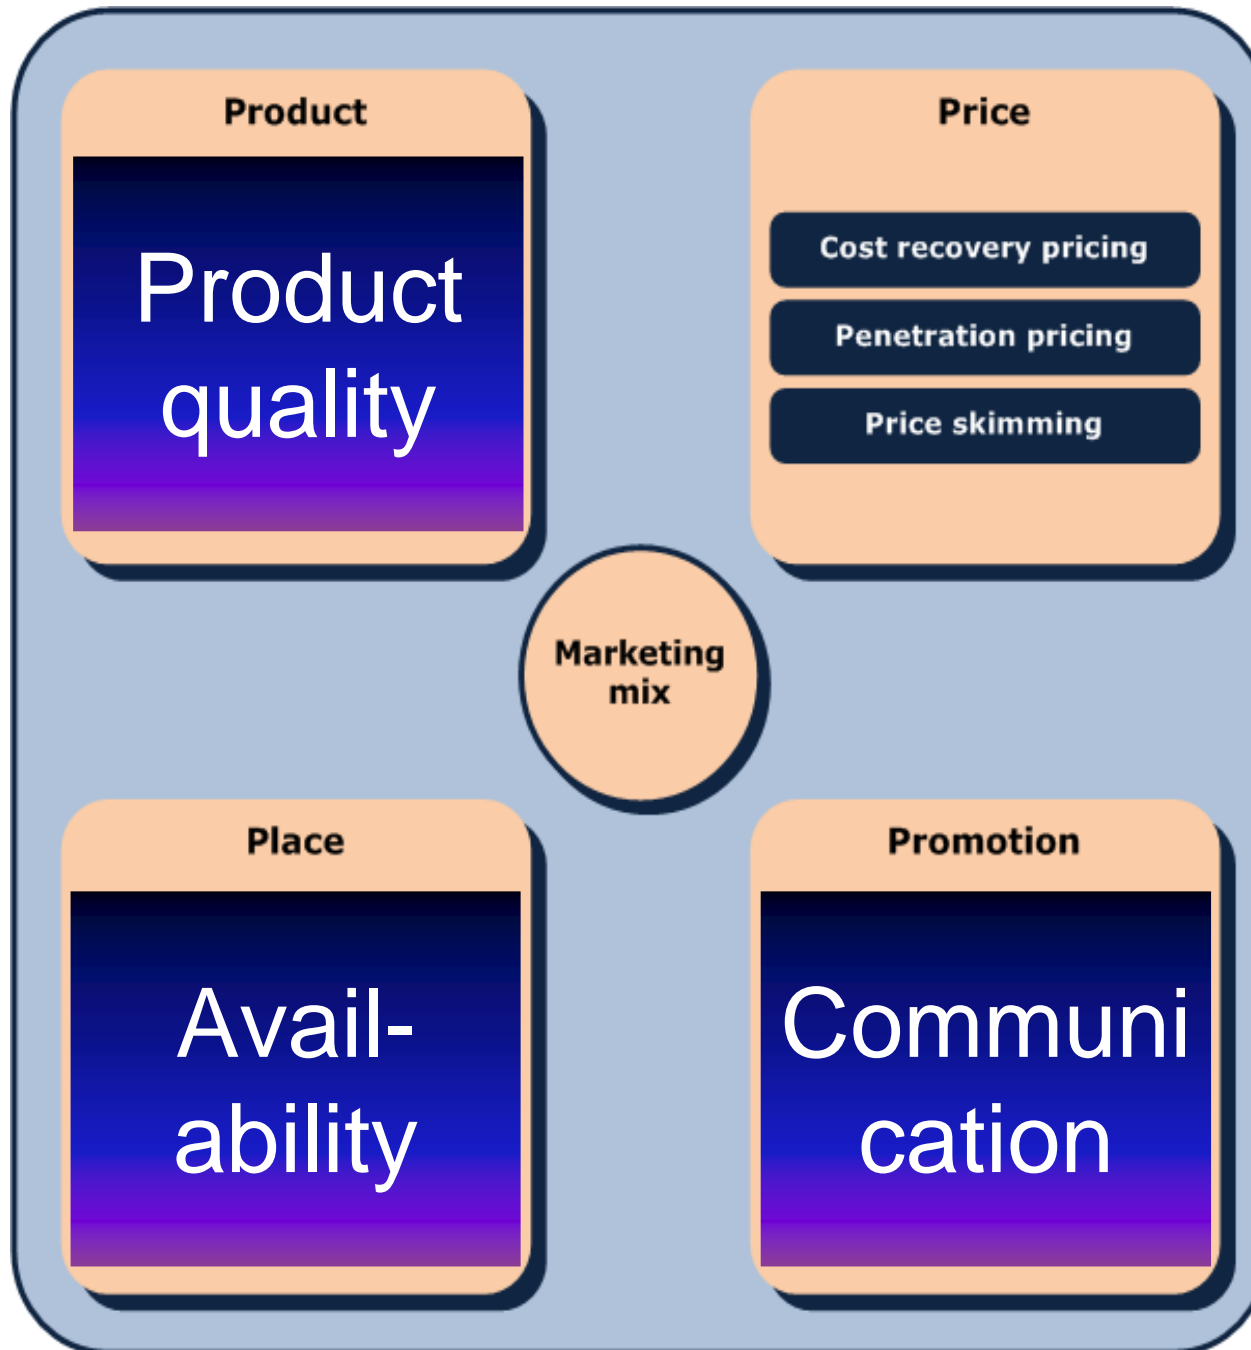 Product
Product
quality
Price
Cost recovery pricing
Penetration pricing
Price skimming
Marketing
mix
Place
Avail-
ability
Promotion
Communi
cation